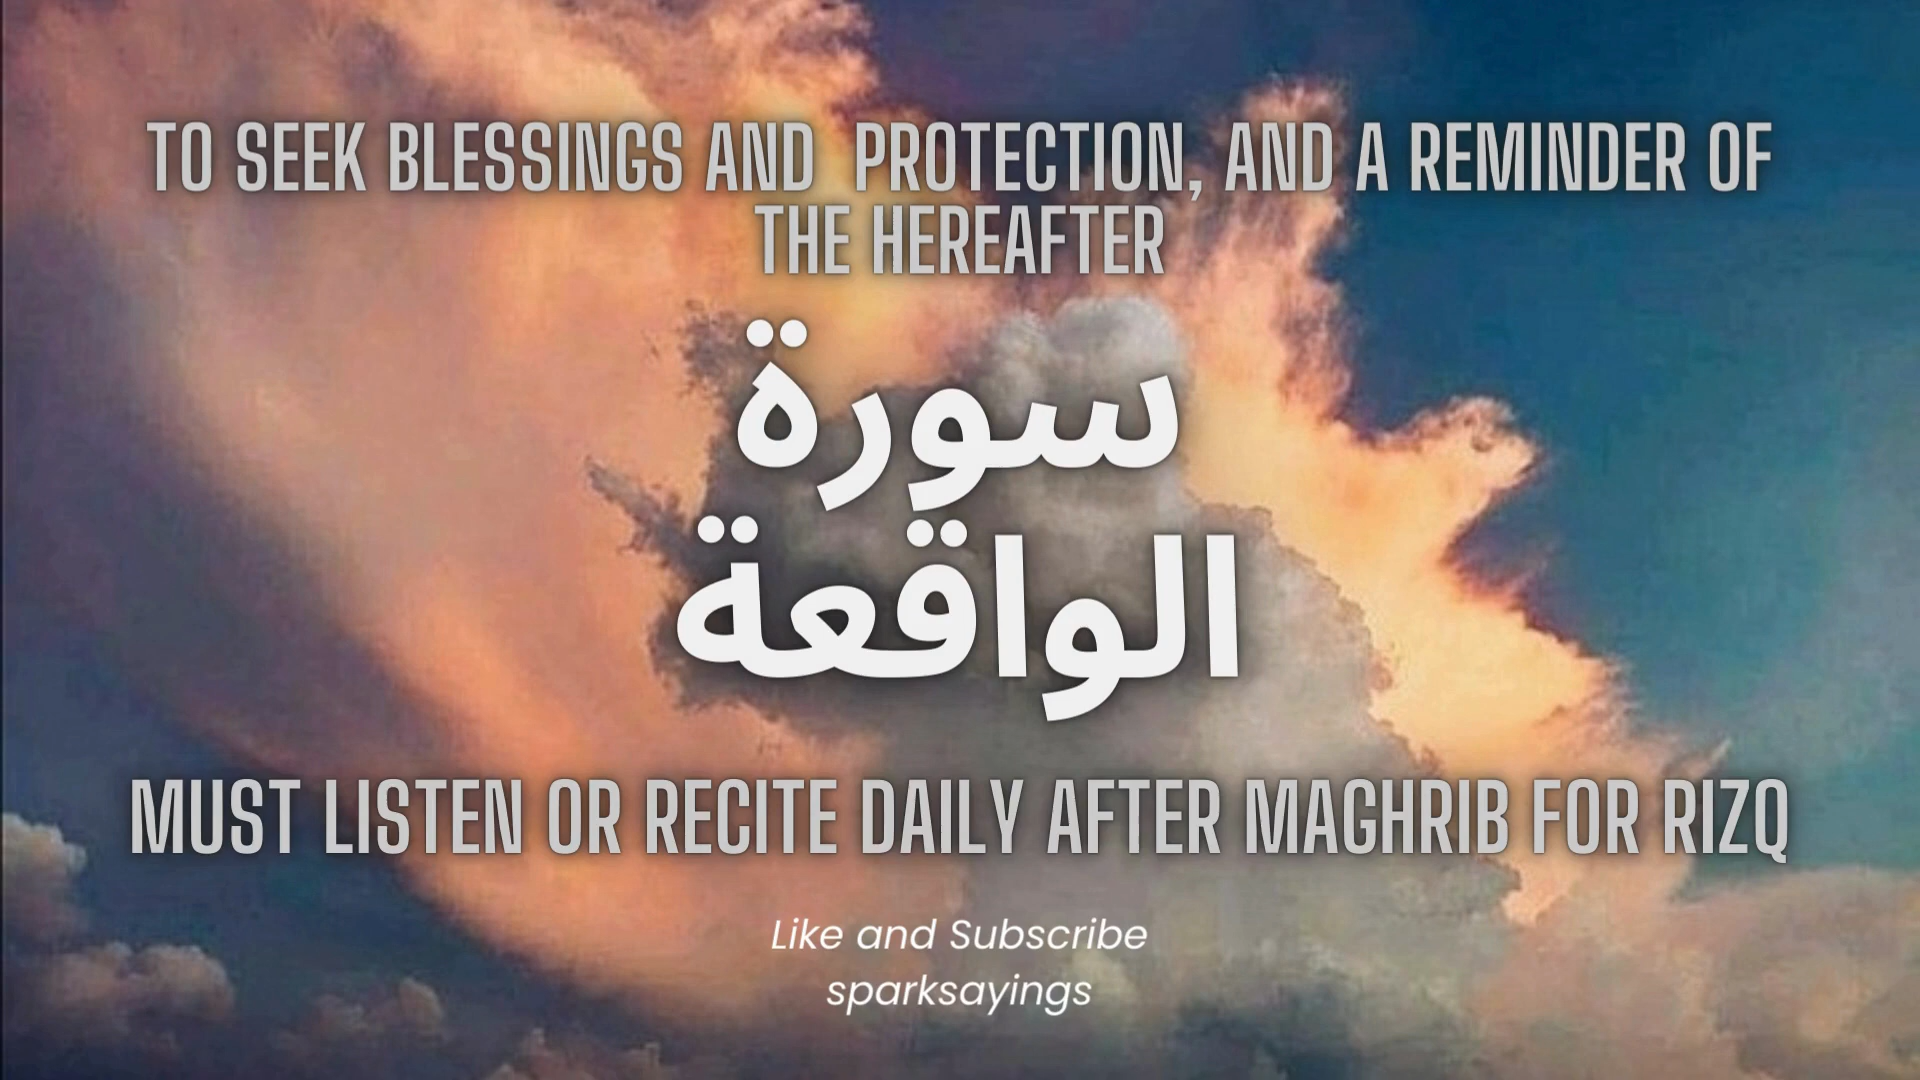 TO SEEK BLESSINGS AND PROTECTION, AND A REMINDER OF
THE HEREAFTER
سورة
الواقعة
MUST LISTEN OR RECITE DAILY AFTER MAGHRIB FOR RIZQ
Like and Subscribe
sparksayings